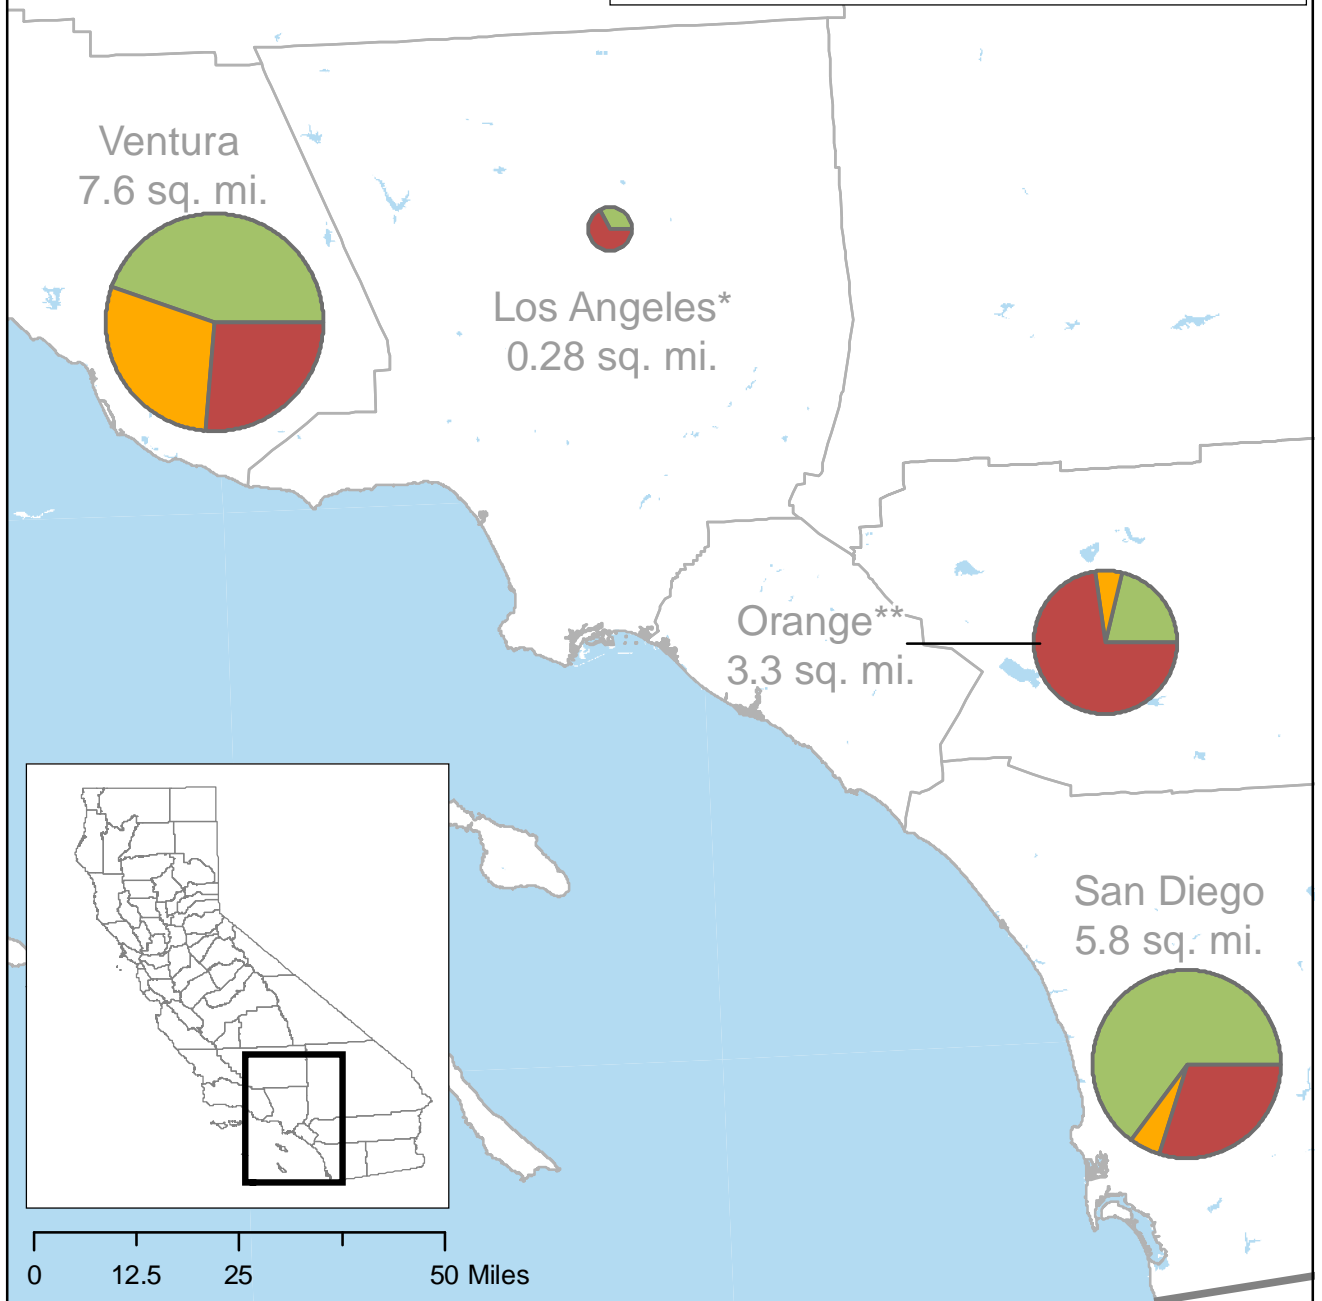 Ventura
7.6 sq. mi.
Los Angeles*
0.28 sq. mi.
Orange**
3.3 sq. mi.
San Diego
5.8 sq. mi.
0 12.5 25 50 Miles